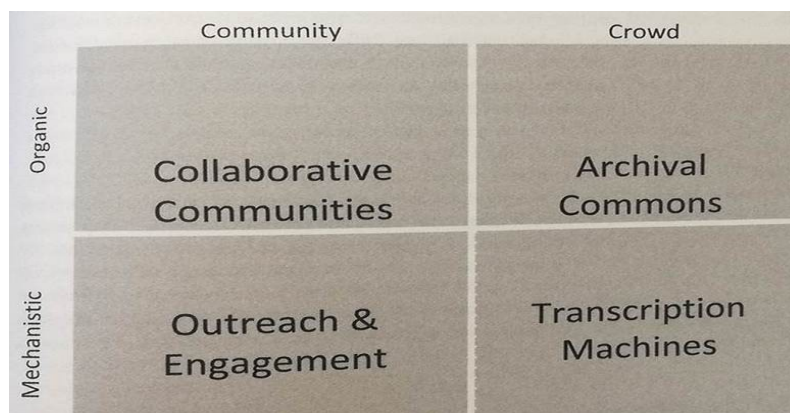 Community
Crowd
Organic
Collaborative
Communities
Archival
Commons
Mechanistic
Outreach &
Engagement
Transcription
Machines